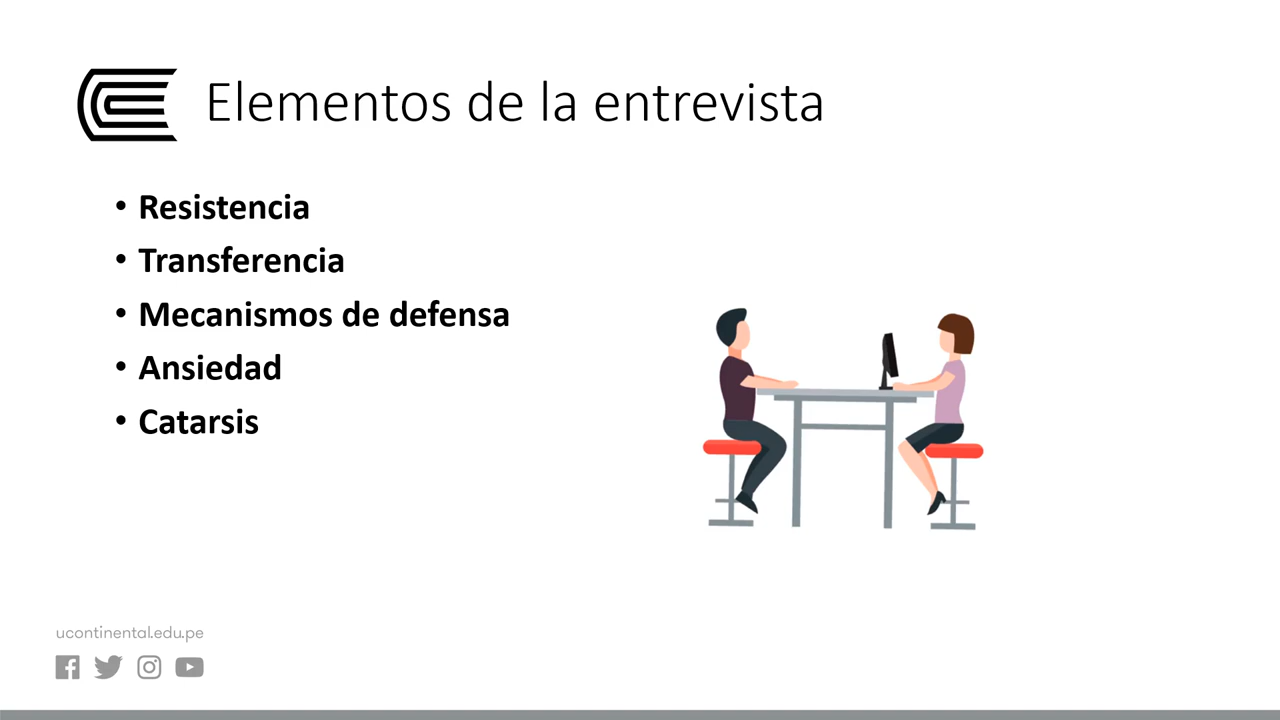 Elementos de la entrevista
• Resistencia
• Transferencia
• Mecanismos de defensa
• Ansiedad
• Catarsis
ucontinental.edu.pe